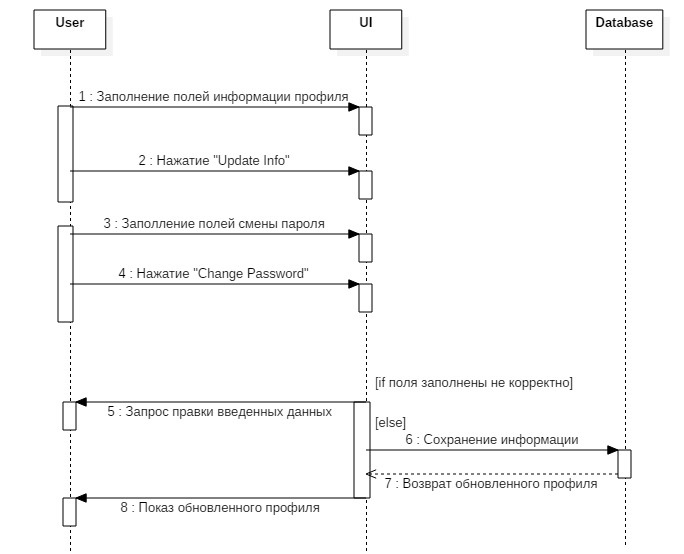 User
UI
Database
1 : Заполнение полей информации профиля
2 : Нажатие "Update Info"
3 : Заполление полей смены пароля
4 : Нажатие "Change Password"
[if поля заполнены не корректно]
5 : Запрос правки введенных данных
[else]
6 : Сохранение информации
7 : Возврат обновленного профиля
8 : Показ обновленного профиля